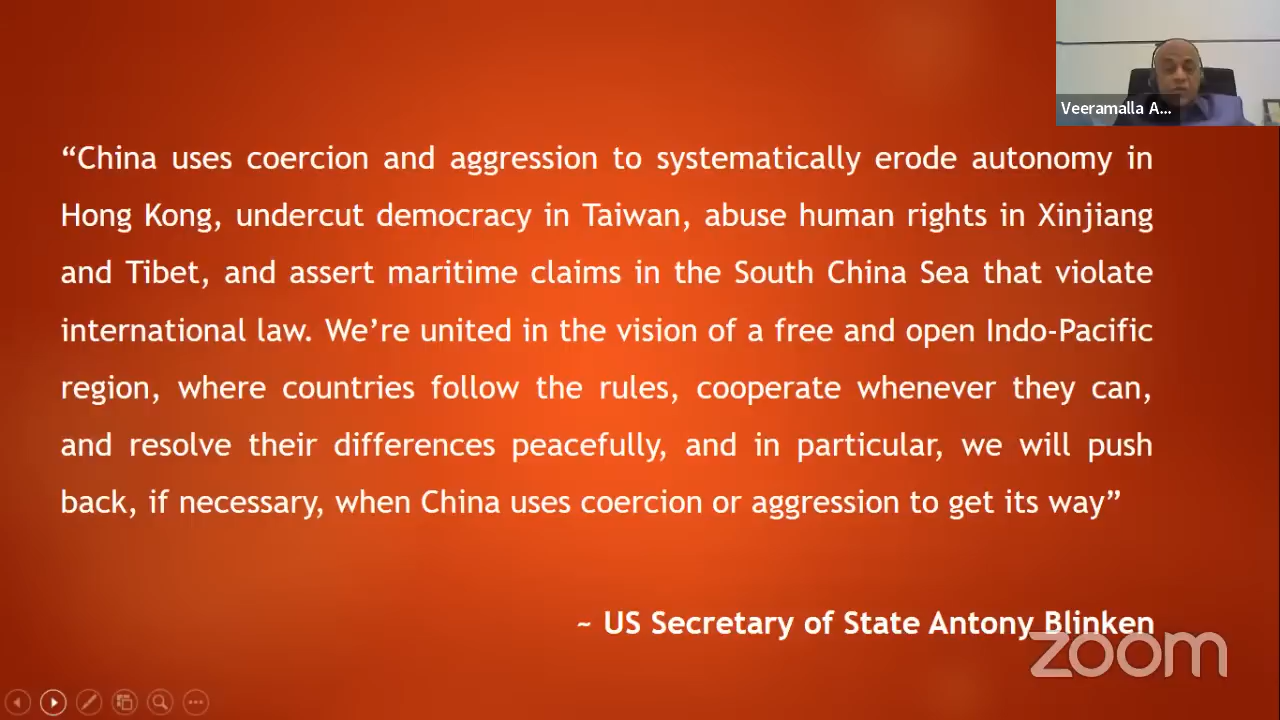 Veeramalla A...
“China uses coercion and aggression to systematically erode autonomy in
Hong Kong, undercut democracy in Taiwan, abuse human rights in Xinjiang
and Tibet, and assert maritime claims in the South China Sea that violate
international law. We’re united in the vision of a free and open Indo-Pacific
region, where countries follow the rules, cooperate whenever they can,
and resolve their differences peacefully, and in particular, we will push
back, if necessary, when China uses coercion or aggression to get its way”
~ US Secretary of State Antony Blinken
zoom